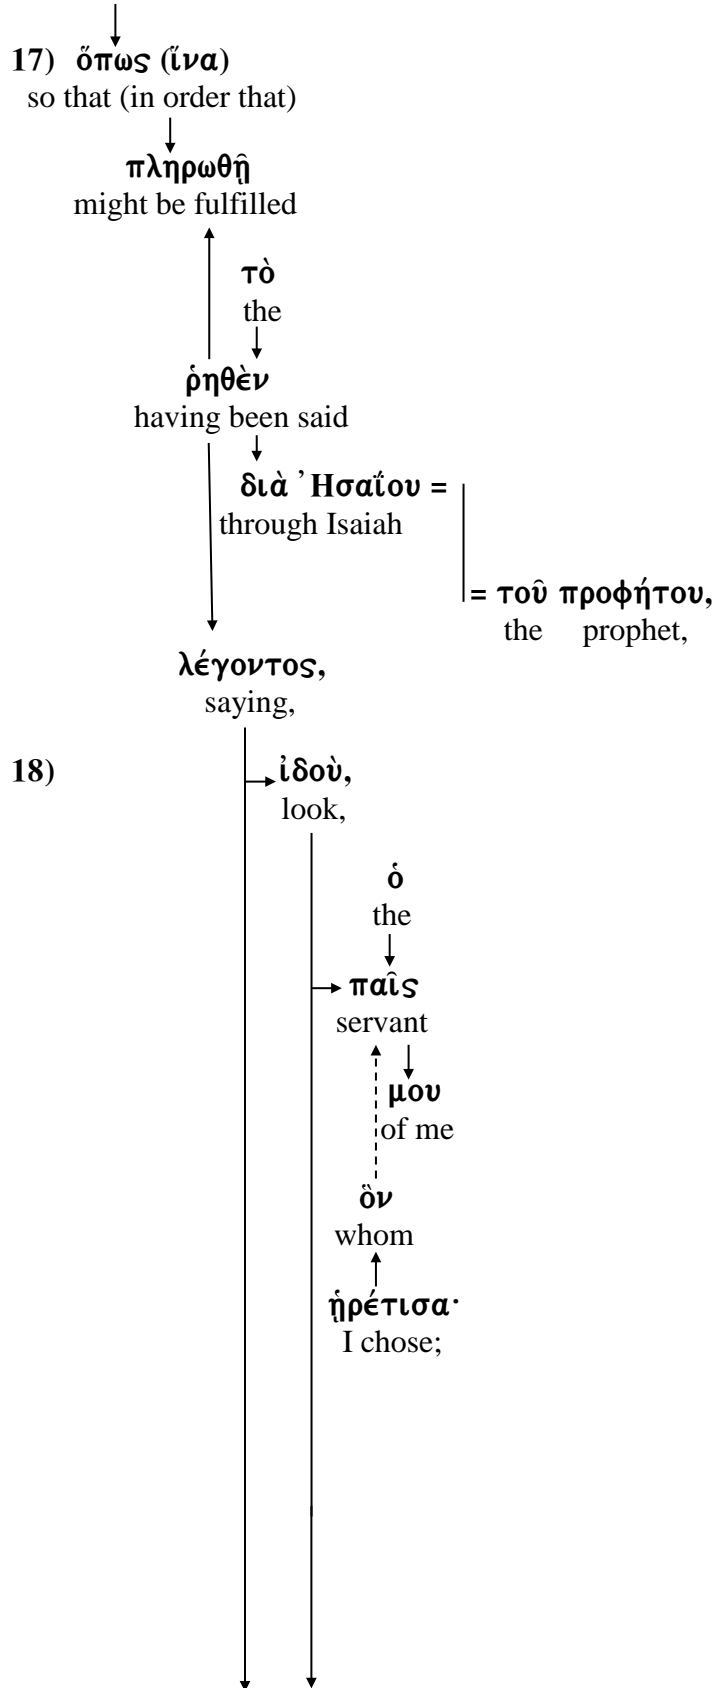 17) ὅπως (ἵνα)
so that (in order that)
πληρωθῇ
might be fulfilled
τὸ
the
ῥηθὲν
having been said
διὰ Ἠσαΐου =
through Isaiah
= τοῦ προφήτου,
the prophet,
λέγοντος,
saying,
18) ἰδοὺ,
look,
ὁ
the
παῖς
servant
μου
of me
ὃν
whom
ᾑρέτισα·
I chose;